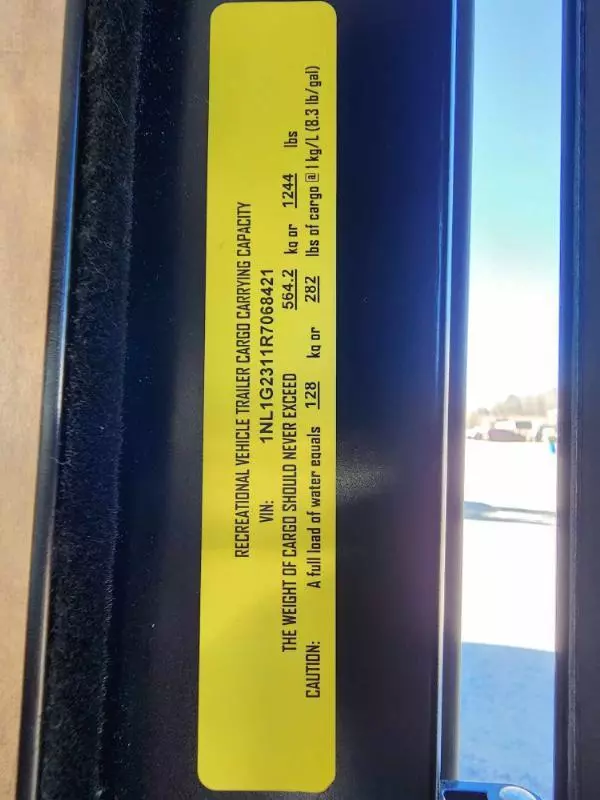 RECREATIONAL VEHICLE TRAILER CARGO CARRYING CAPACITY
VIN: 1NL1G2311R7068421
THE WEIGHT OF CARGO SHOULD NEVER EXCEED 564.2 kg or 1244 lbs
CAUTION: A full load of water equals 128 kg or 282 lbs of cargo @ 1 kg/L (8.3 lb/gal)